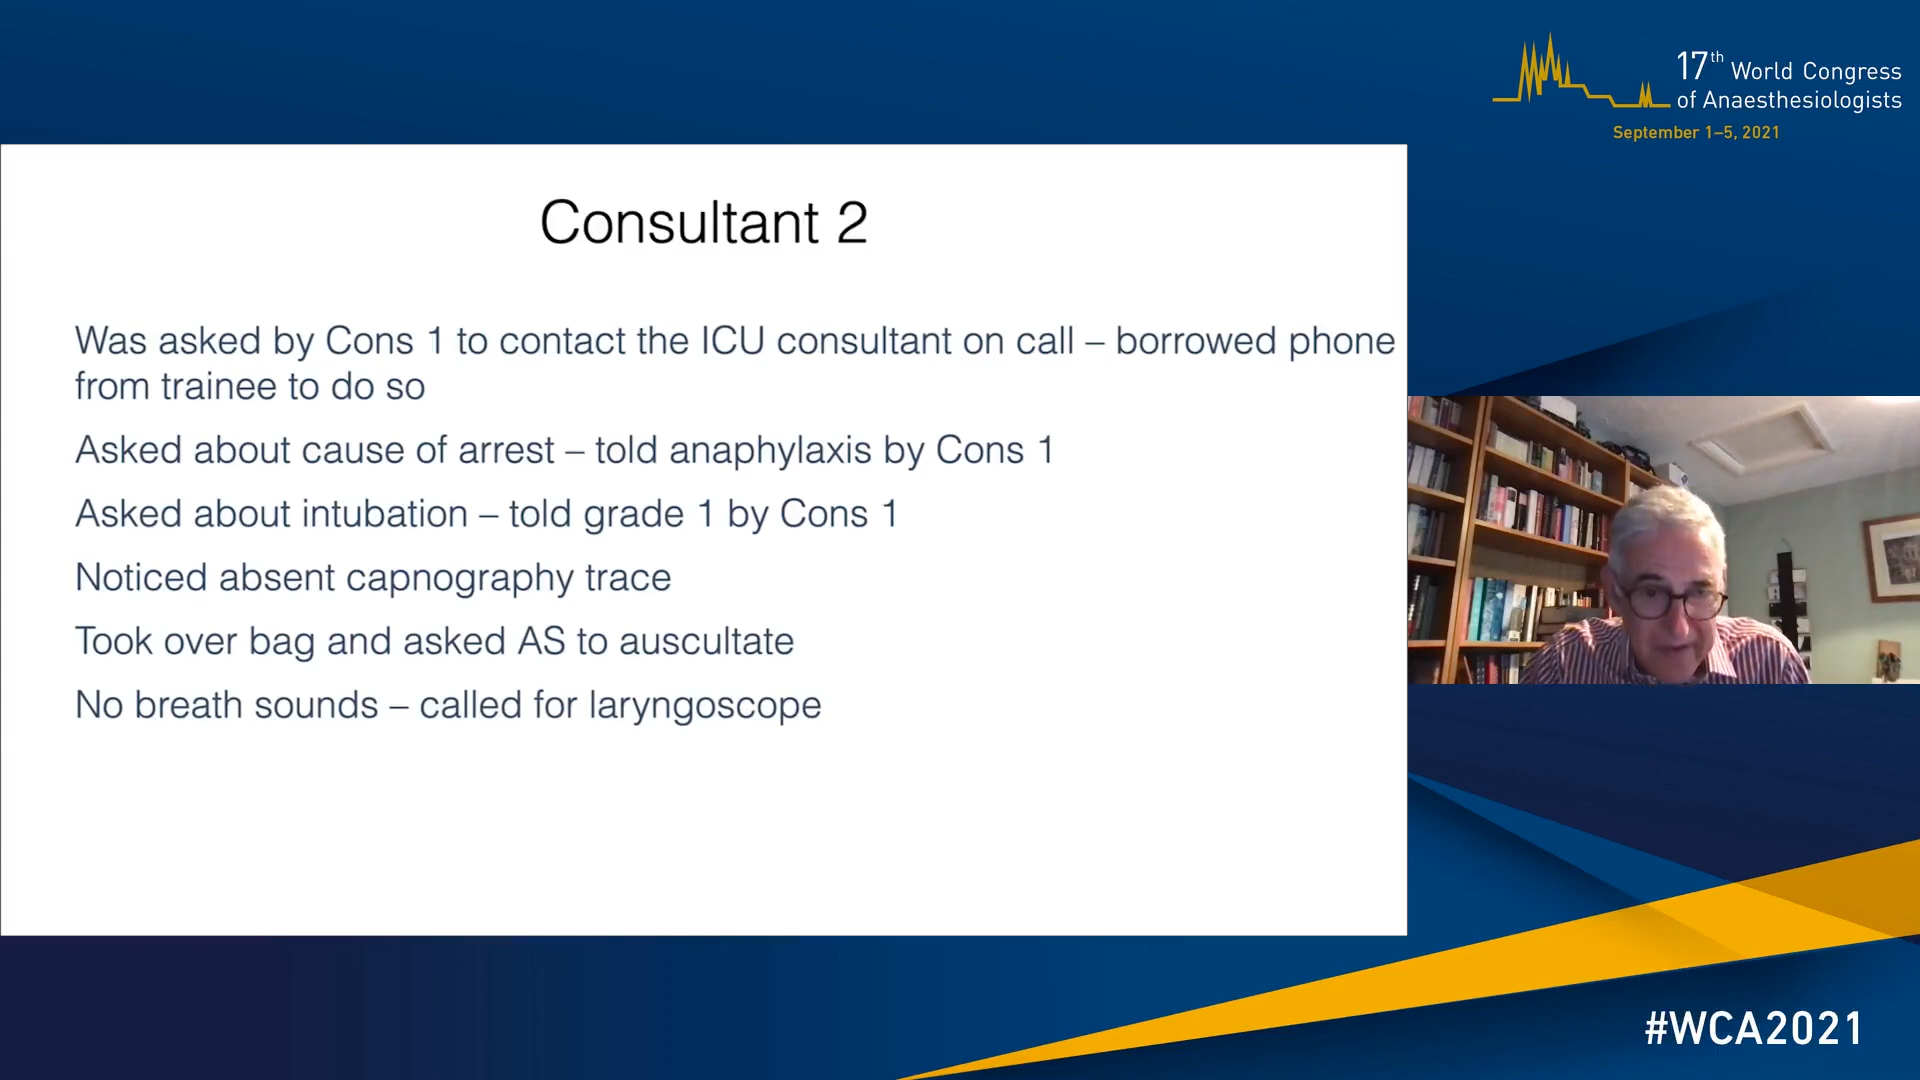 17th World Congress
of Anaesthesiologists
September 1–5, 2021
Consultant 2
Was asked by Cons 1 to contact the ICU consultant on call – borrowed phone
from trainee to do so
Asked about cause of arrest – told anaphylaxis by Cons 1
Asked about intubation – told grade 1 by Cons 1
Noticed absent capnography trace
Took over bag and asked AS to auscultate
No breath sounds – called for laryngoscope
#WCA2021